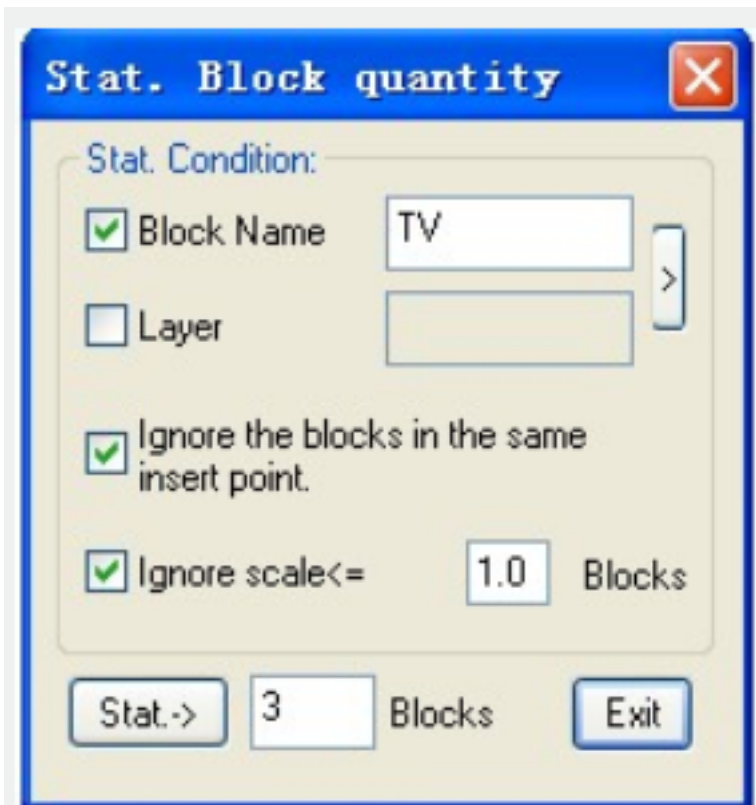 Stat. Block quantity
Stat. Condition:
Block Name TV
>
Layer
Ignore the blocks in the same
insert point.
Ignore scale<= 1.0 Blocks
Stat.-> 3 Blocks Exit